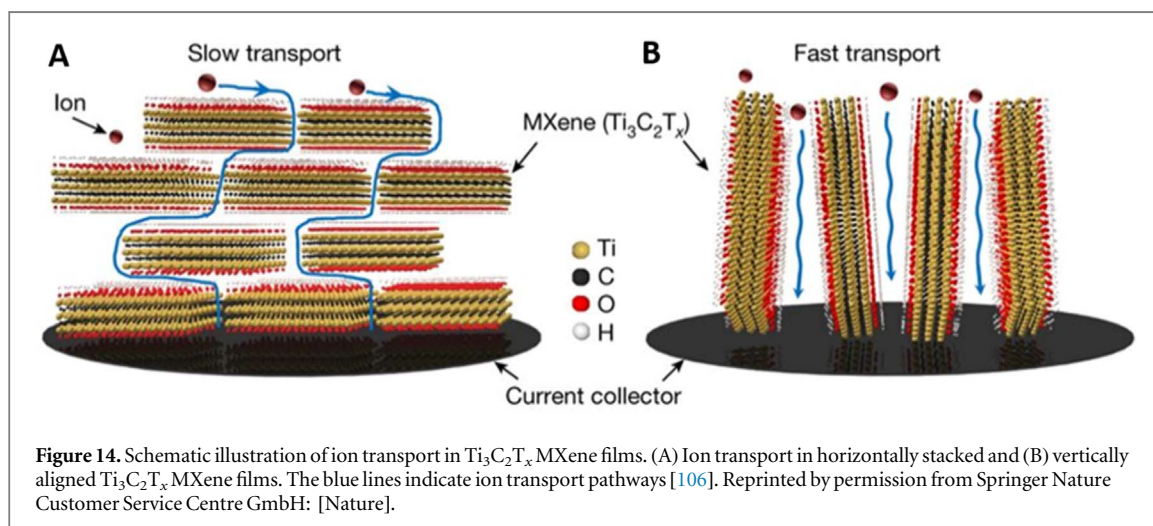 A
Slow transport
B
Fast transport
Ion
MXene (Ti₃C₂Tₓ)
Ti
C
O
H
Current collector
Figure 14. Schematic illustration of ion transport in Ti₃C₂Tₓ MXene films. (A) Ion transport in horizontally stacked and (B) vertically
aligned Ti₃C₂Tₓ MXene films. The blue lines indicate ion transport pathways [106]. Reprinted by permission from Springer Nature
Customer Service Centre GmbH: [Nature].